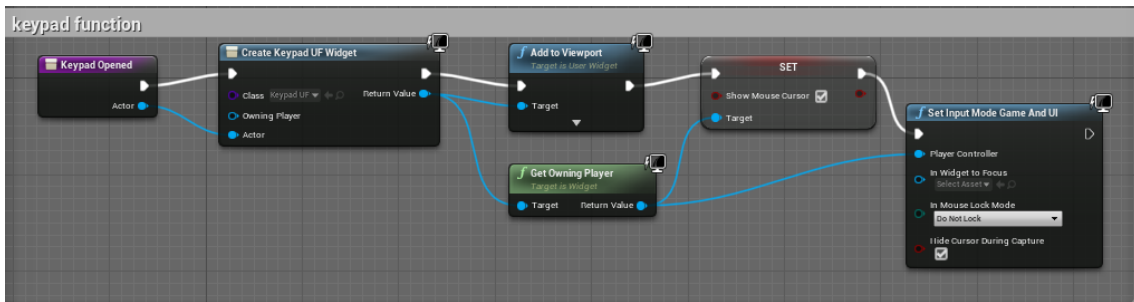 keypad function
Keypad Opened
Actor
Create Keypad UF Widget
Class Keypad UF Return Value
Owning Player
Actor
f Add to Viewport
Target is User Widget
Target
f Get Owning Player
Target is Widget
Target Return Value
SET
Show Mouse Cursor
Target
f Set Input Mode Game And UI
Player Controller
In Widget to Focus
Select Asset
In Mouse Lock Mode
Do Not Lock
Hide Cursor During Capture